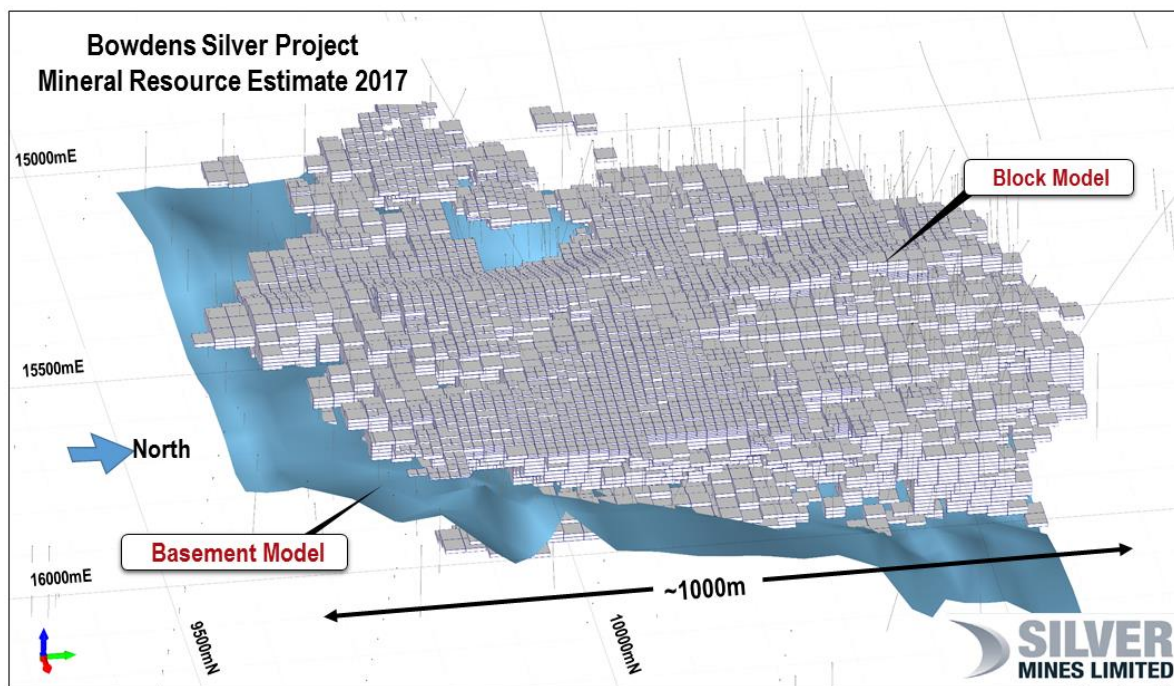 Bowdens Silver Project
Mineral Resource Estimate 2017
15000mE
Block Model
15500mE
North
Basement Model
16000mE
~1000m
9500mN
10000mN
SILVER
MINES LIMITED